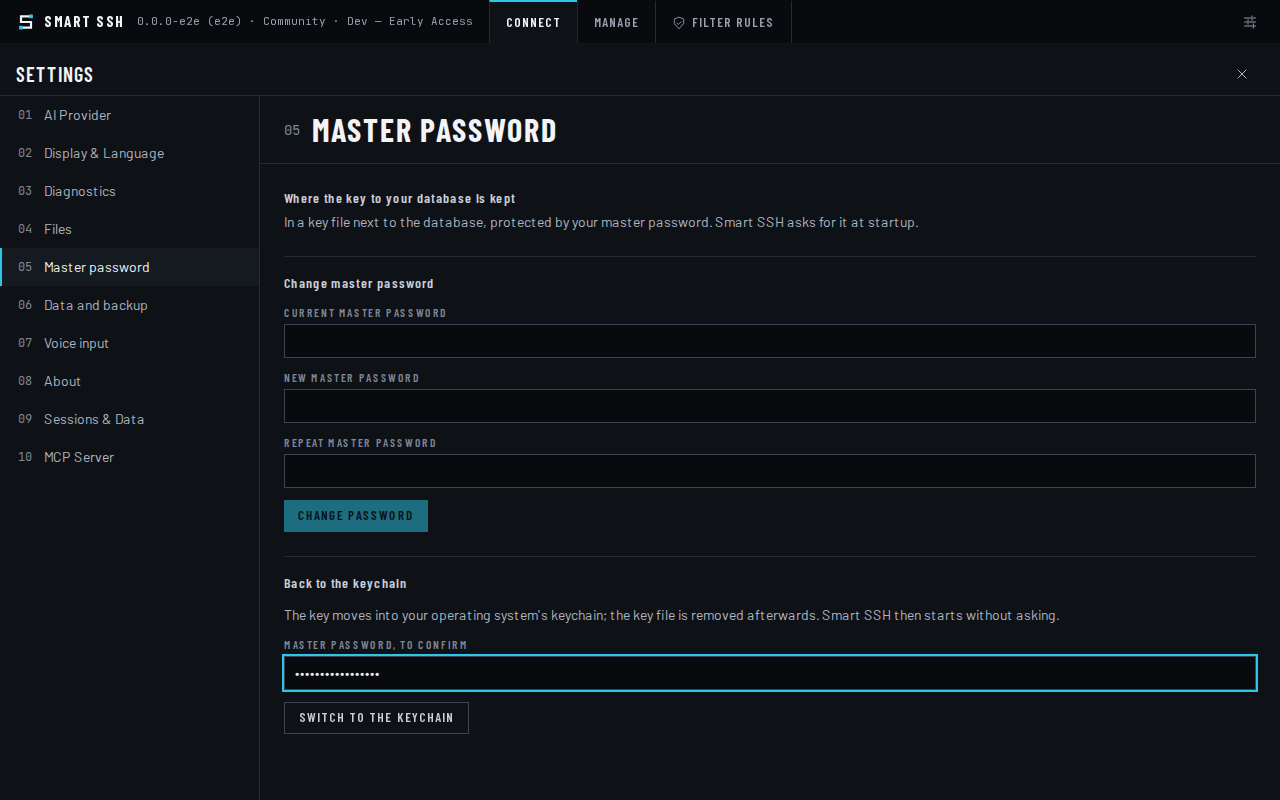 SMART SSH 0.0.0-e2e (e2e) · Community · Dev — Early Access CONNECT MANAGE FILTER RULES
SETTINGS
01 AI Provider
02 Display & Language
03 Diagnostics
04 Files
05 Master password
06 Data and backup
07 Voice input
08 About
09 Sessions & Data
10 MCP Server
05 MASTER PASSWORD
Where the key to your database is kept
In a key file next to the database, protected by your master password. Smart SSH asks for it at startup.
Change master password
CURRENT MASTER PASSWORD
NEW MASTER PASSWORD
REPEAT MASTER PASSWORD
CHANGE PASSWORD
Back to the keychain
The key moves into your operating system's keychain; the key file is removed afterwards. Smart SSH then starts without asking.
MASTER PASSWORD, TO CONFIRM
•••••••••••••••••
SWITCH TO THE KEYCHAIN